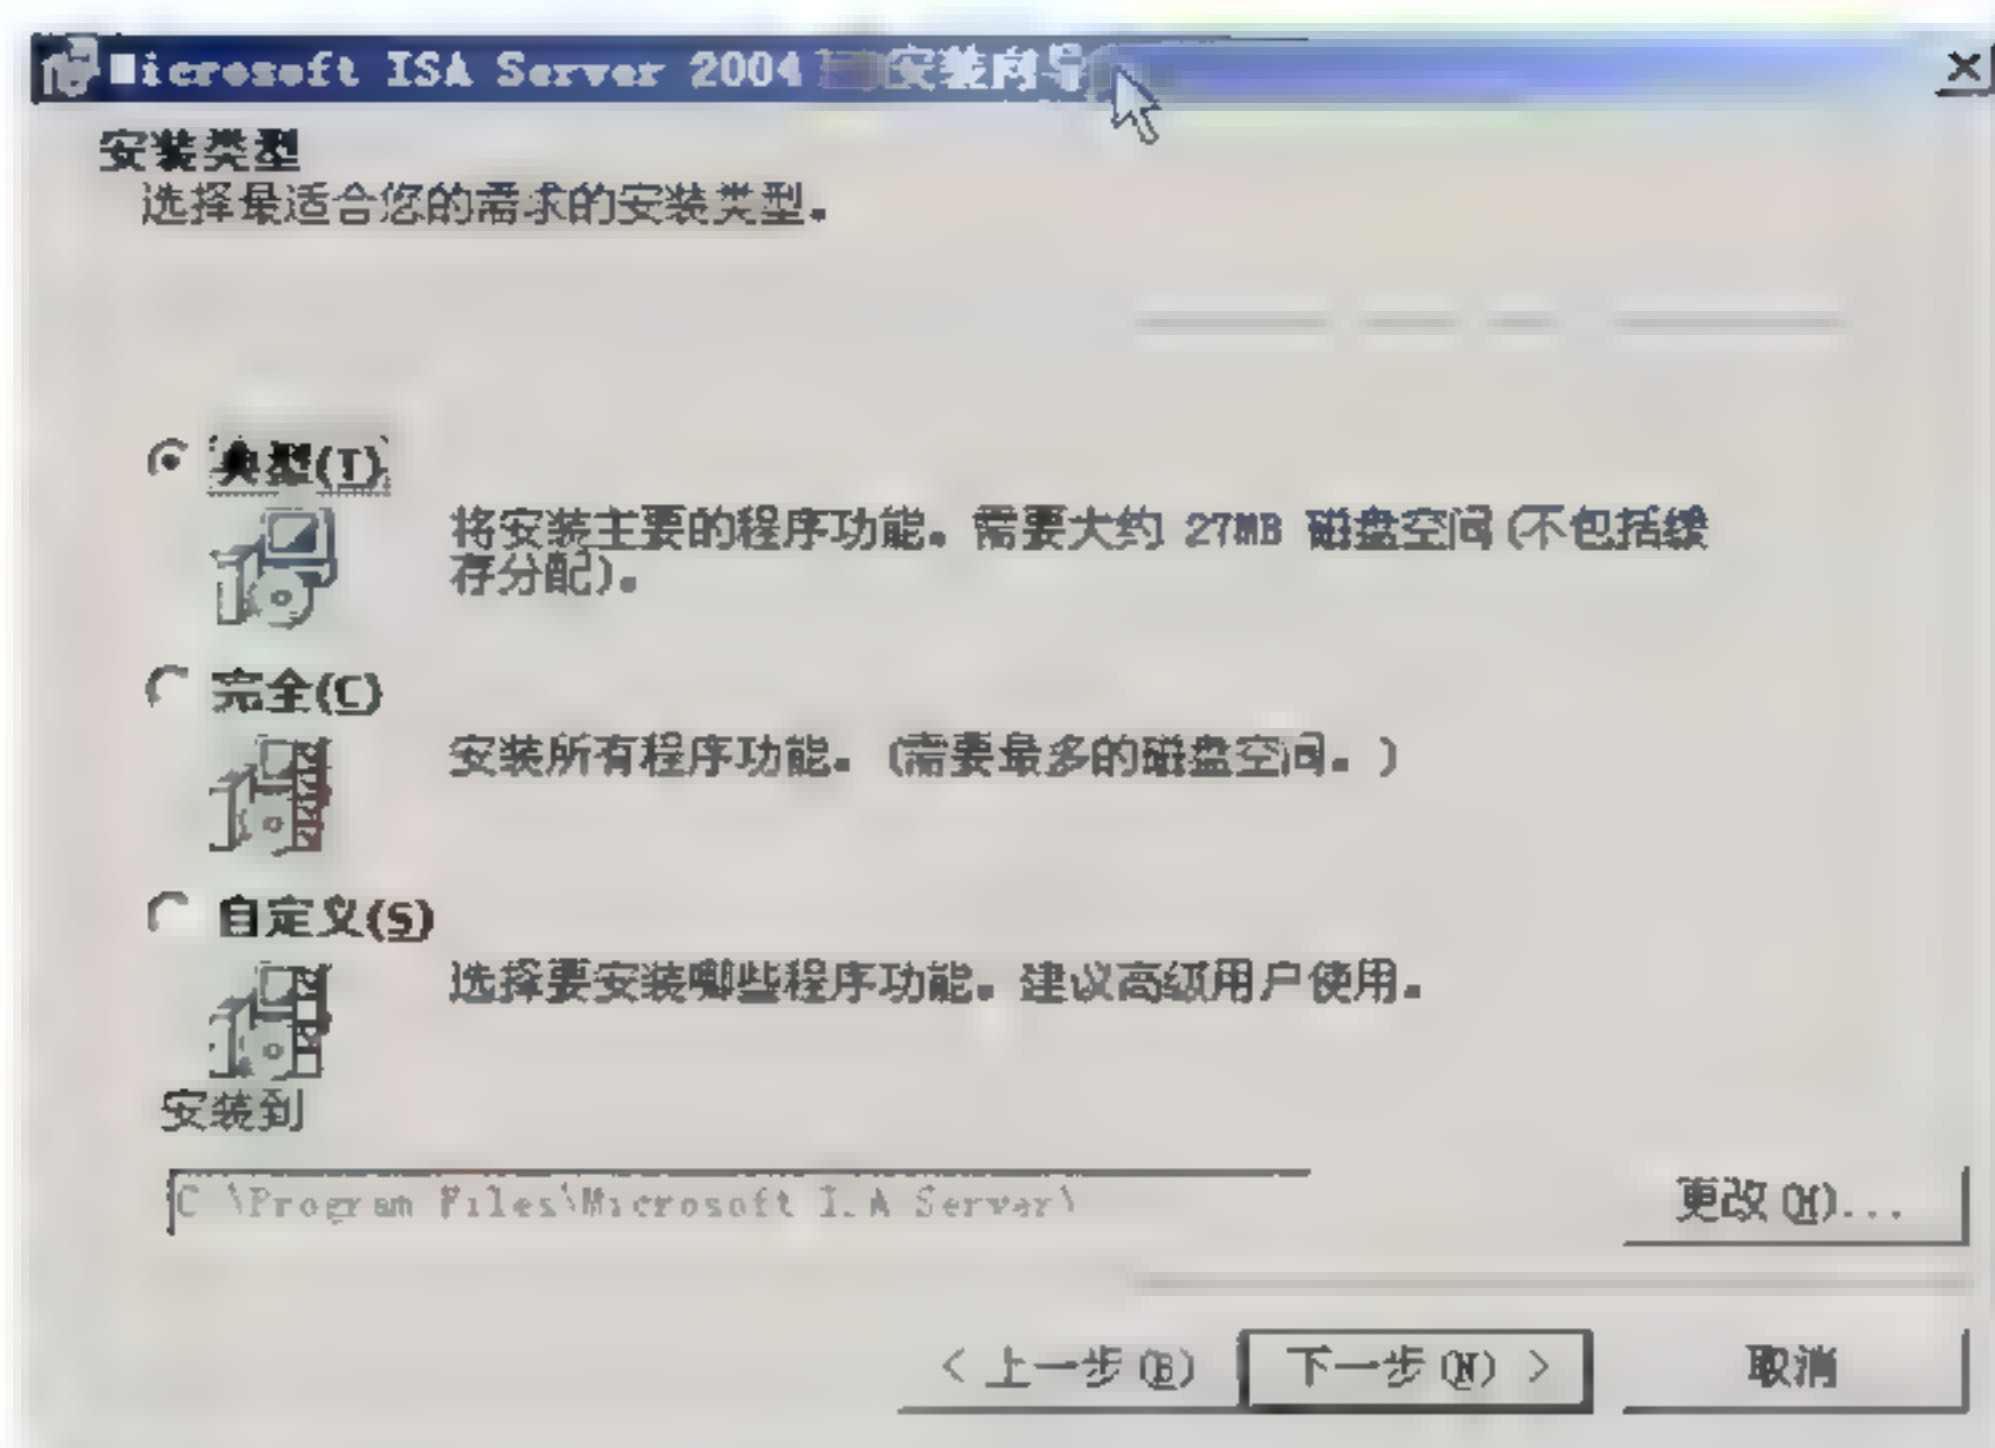 Microsoft ISA Server 2004 安装向导
安装类型
选择最适合您的需求的安装类型。
典型(T)
将安装主要的程序功能。需要大约 27MB 磁盘空间(不包括缓
存分配)。
完全(C)
安装所有程序功能。(需要最多的磁盘空间。)
自定义(S)
选择要安装哪些程序功能。建议高级用户使用。
安装到
C \Program Files\Microsoft Server\
更改(H)...
< 上一步(B)
下一步(N) >
取消